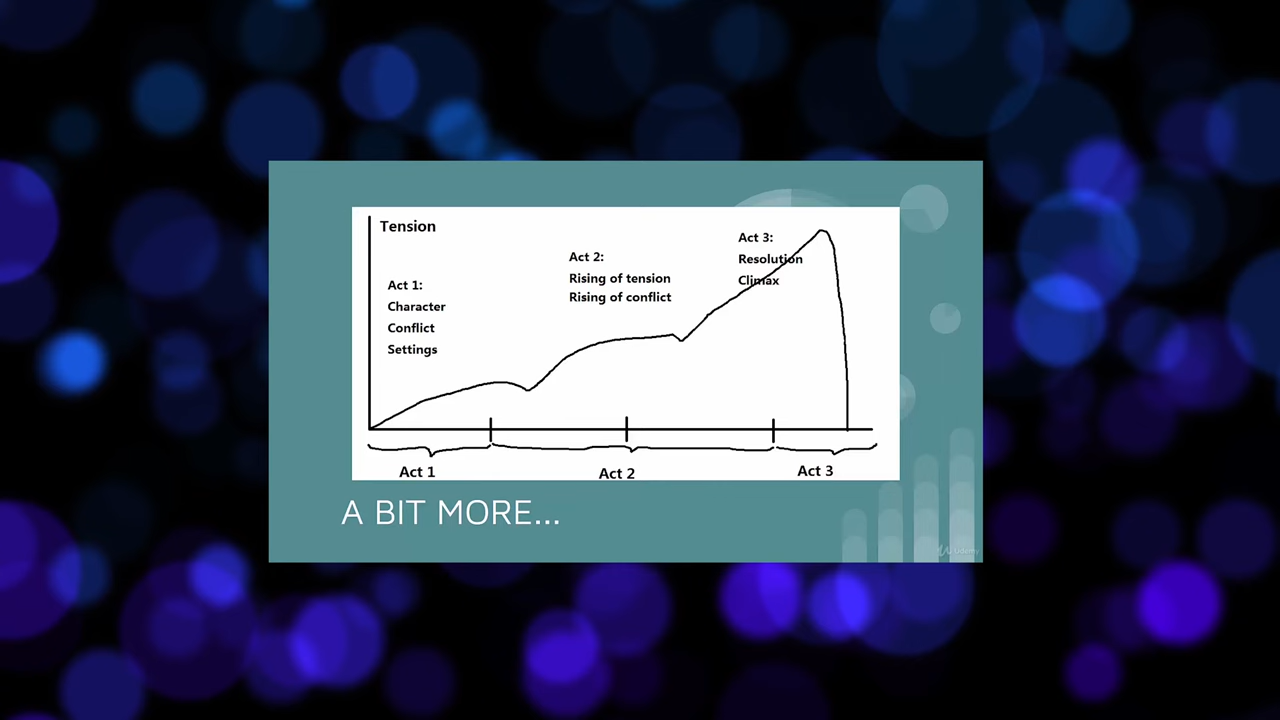 Tension
Act 1:
Character
Conflict
Settings
Act 2:
Rising of tension
Rising of conflict
Act 3:
Resolution
Climax
Act 1
Act 2
Act 3
A BIT MORE...
Udemy